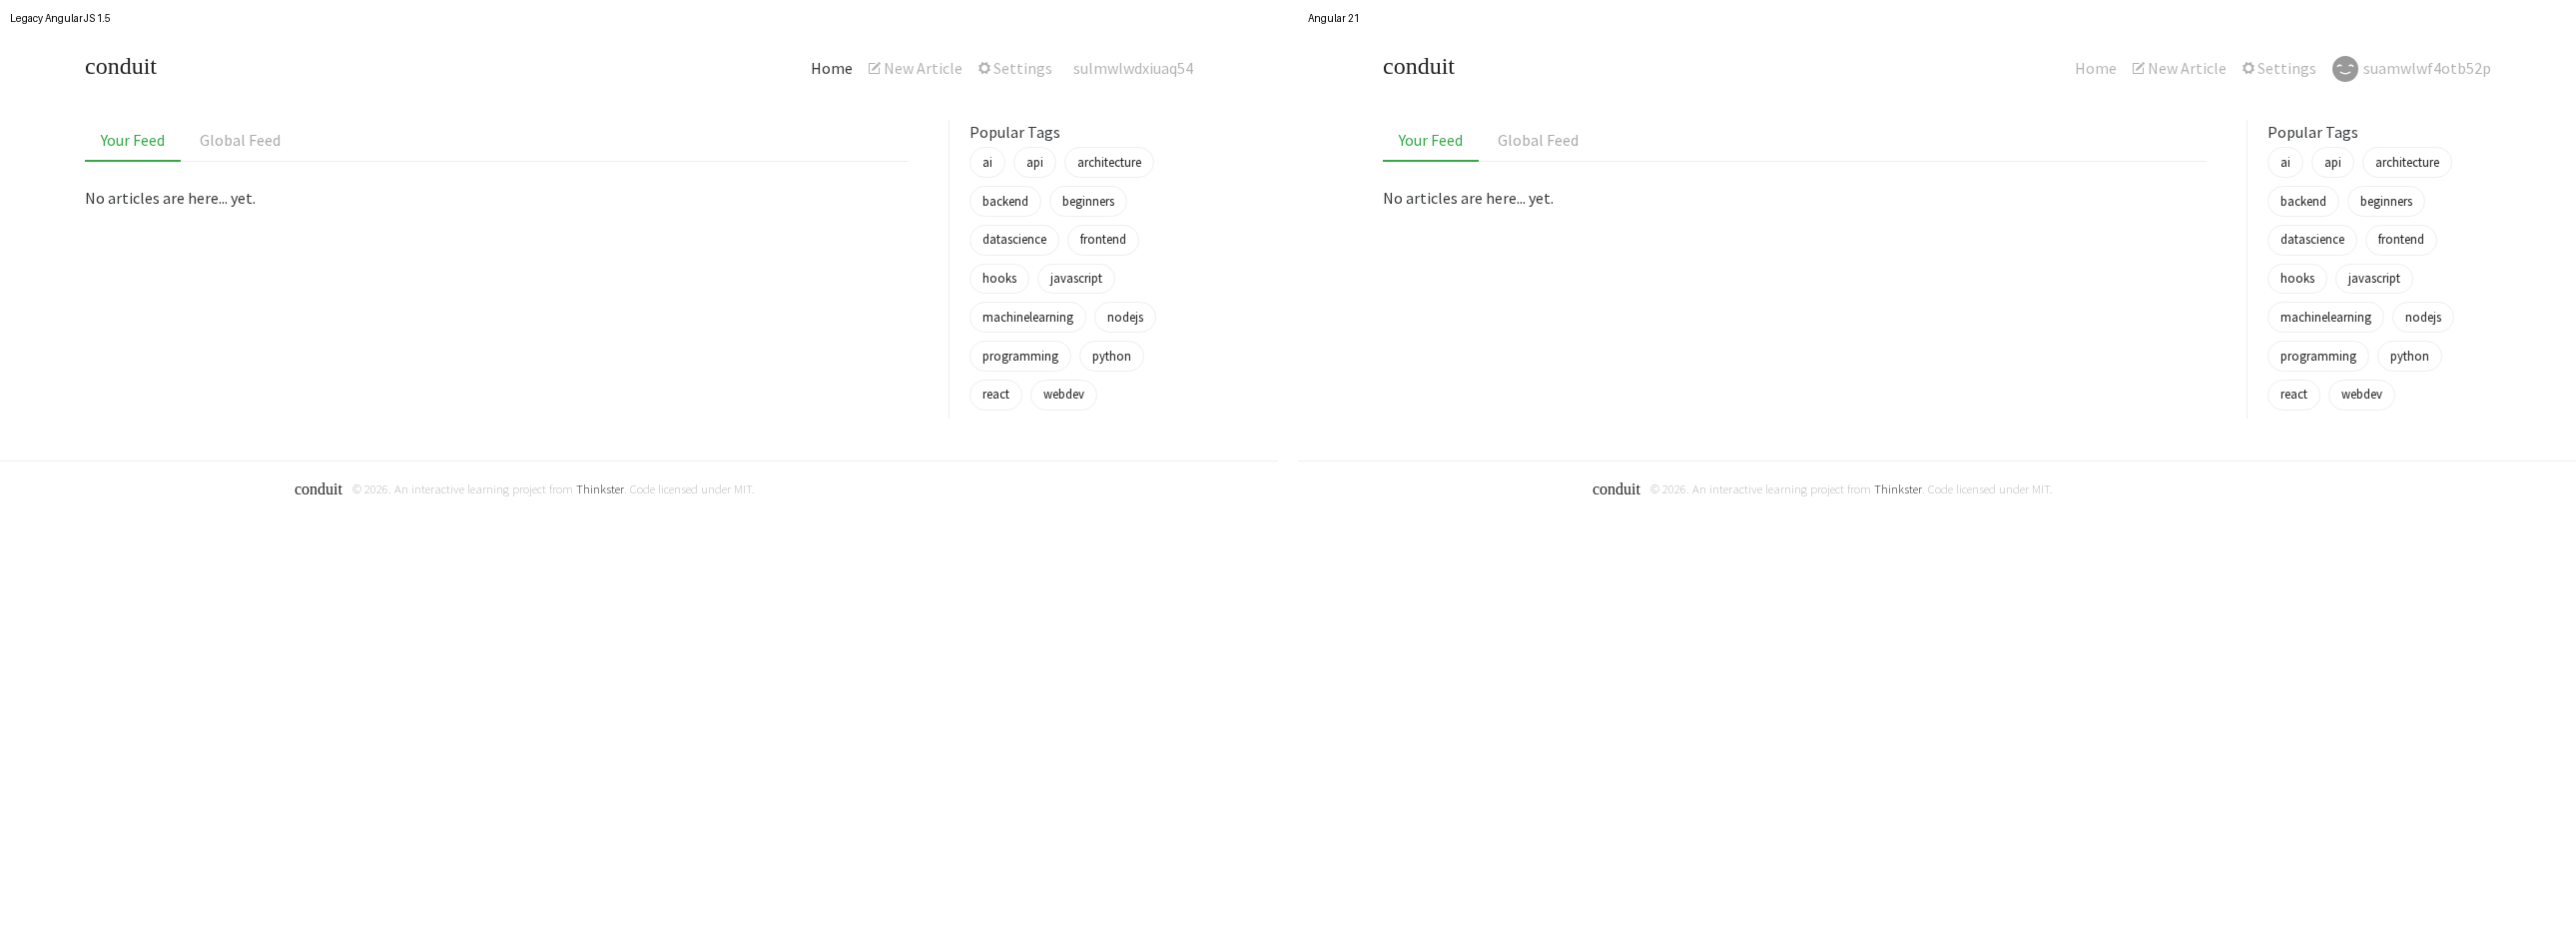 Legacy AngularJS 1.5
conduit
Home New Article Settings sulmwlwdxiuaq54
Your Feed Global Feed
No articles are here... yet.
Popular Tags
ai api architecture
backend beginners
datascience frontend
hooks javascript
machinelearning nodejs
programming python
react webdev
conduit © 2026. An interactive learning project from Thinkster. Code licensed under MIT.
Angular 21
conduit
Home New Article Settings suamwlwf4otb52p
Your Feed Global Feed
No articles are here... yet.
Popular Tags
ai api architecture
backend beginners
datascience frontend
hooks javascript
machinelearning nodejs
programming python
react webdev
conduit © 2026. An interactive learning project from Thinkster. Code licensed under MIT.